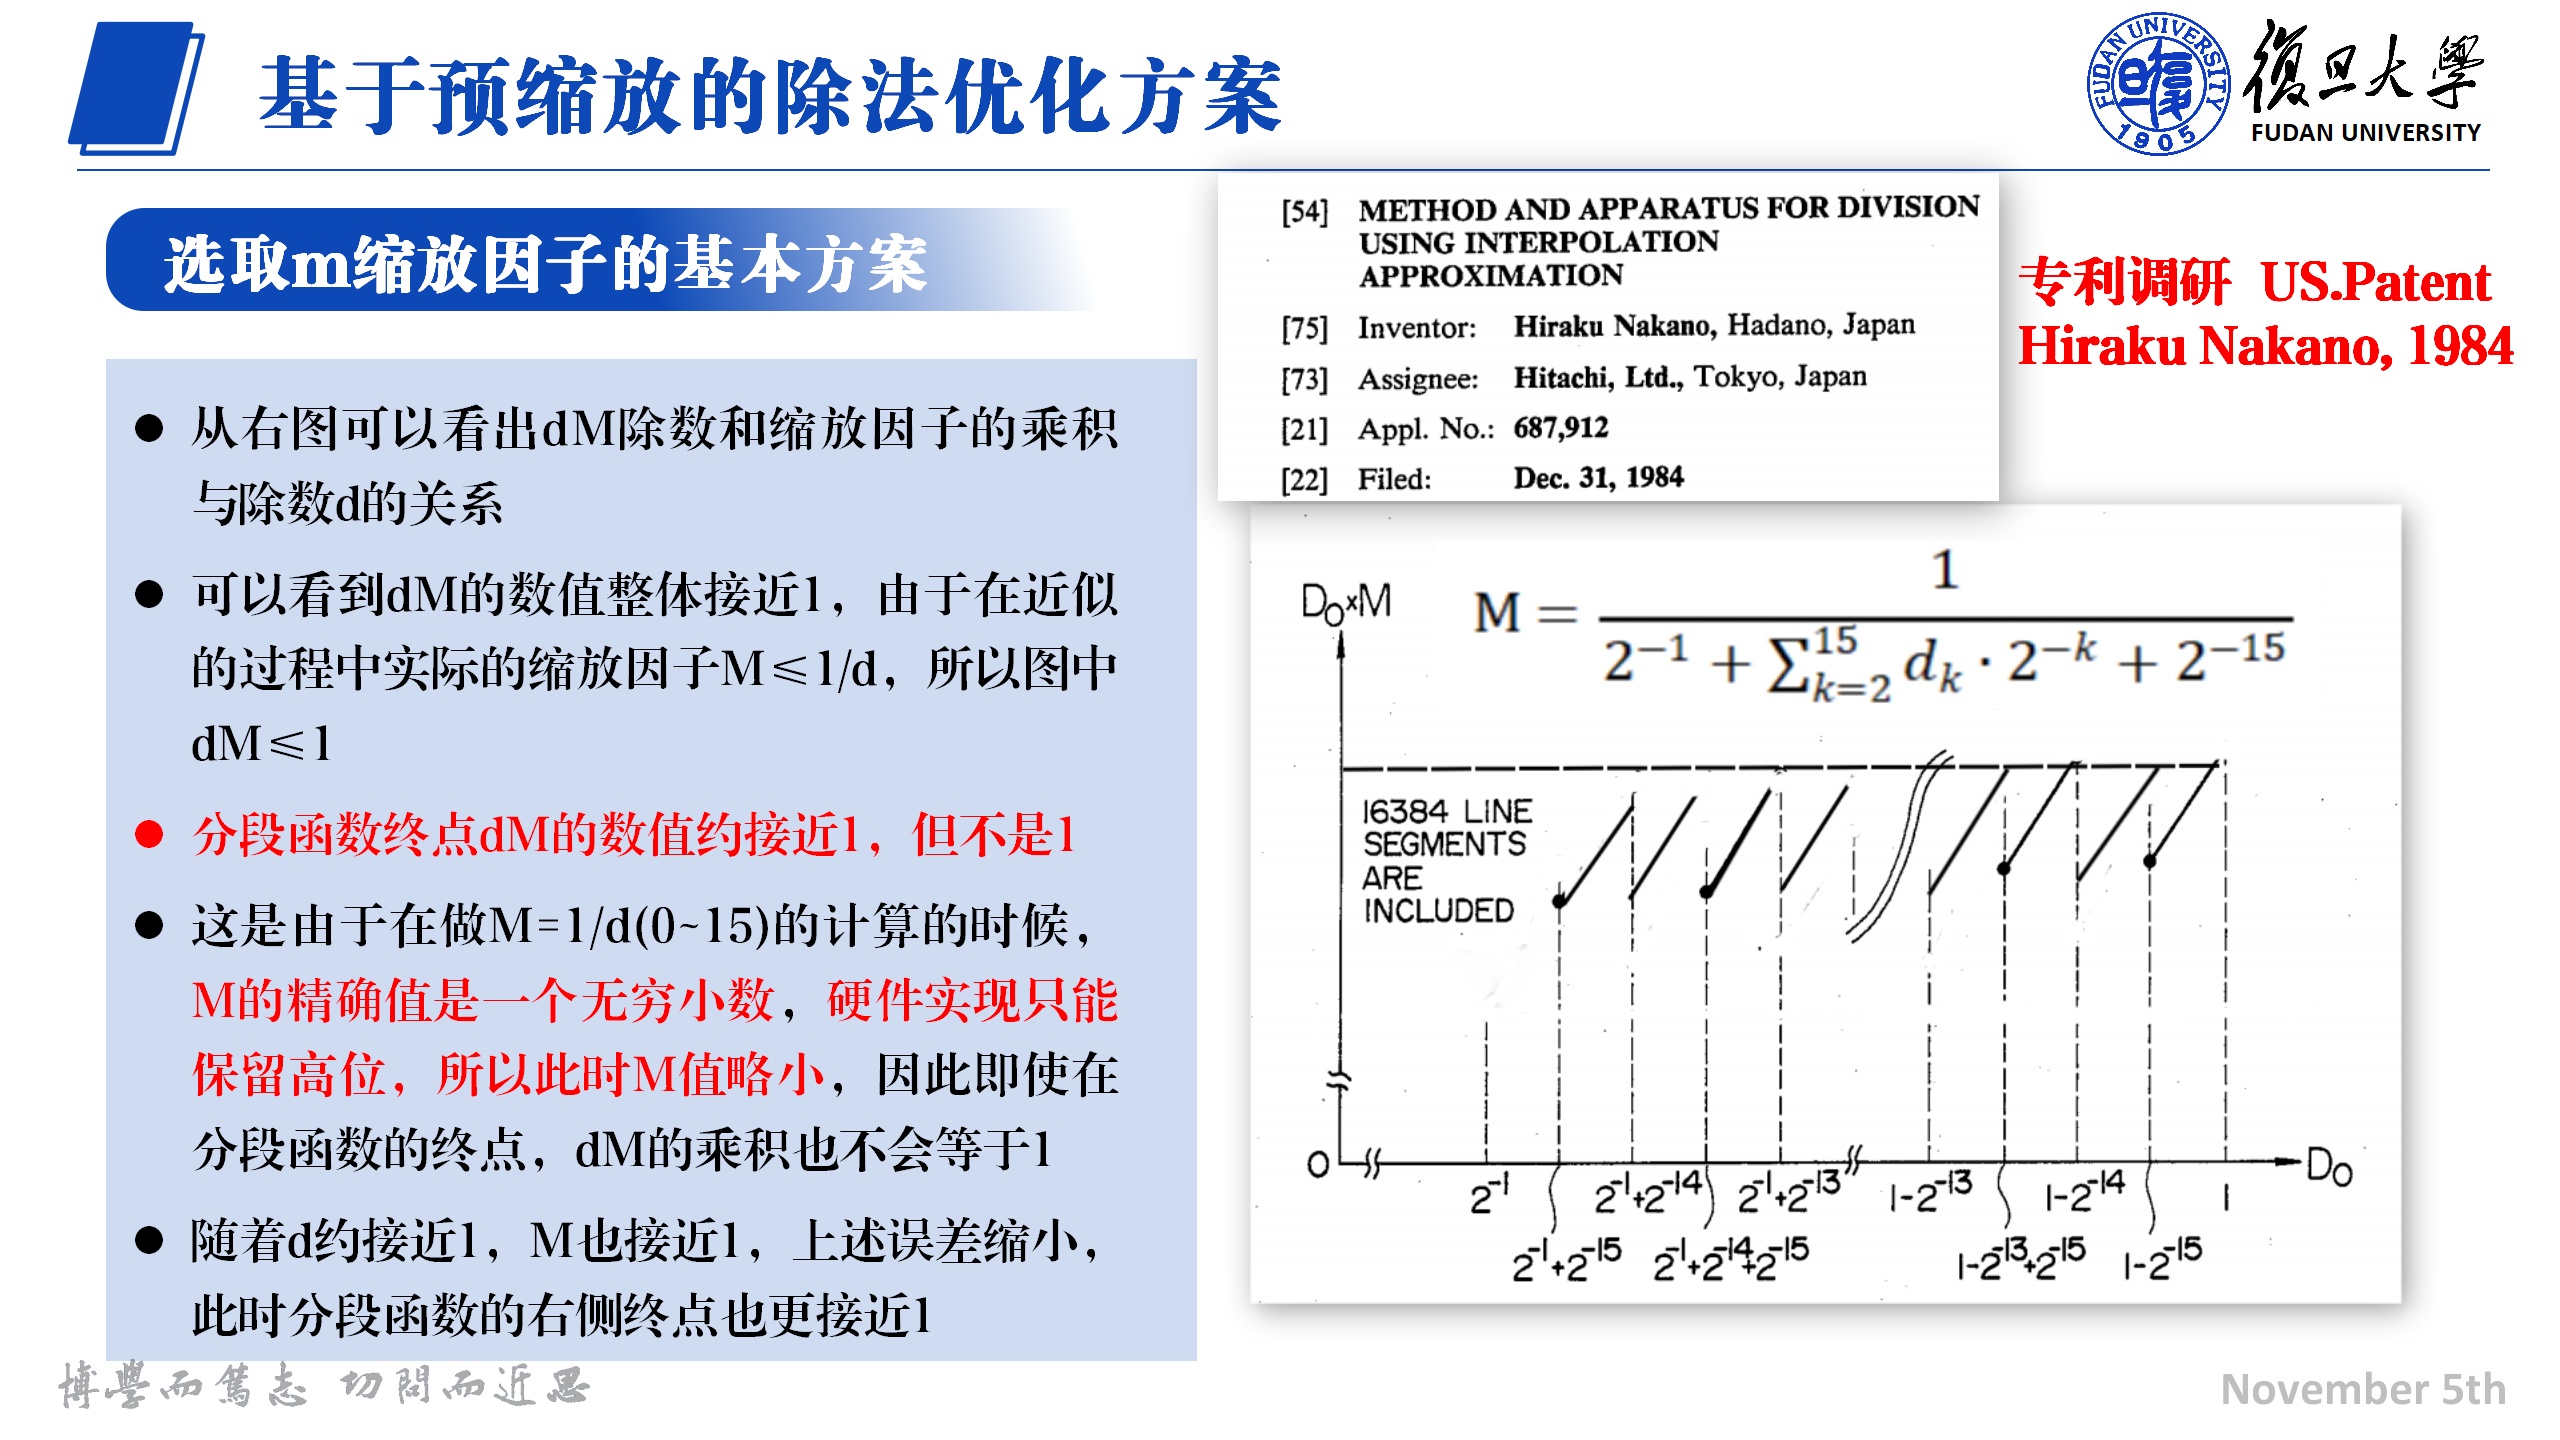 基于预缩放的除法优化方案
FUDAN UNIVERSITY
1905
復旦大學
FUDAN UNIVERSITY
选取m缩放因子的基本方案
[54] METHOD AND APPARATUS FOR DIVISION
USING INTERPOLATION
APPROXIMATION
[75] Inventor: Hiraku Nakano, Hadano, Japan
[73] Assignee: Hitachi, Ltd., Tokyo, Japan
[21] Appl. No.: 687,912
[22] Filed: Dec. 31, 1984
专利调研 US.Patent
Hiraku Nakano, 1984
● 从右图可以看出dM除数和缩放因子的乘积
与除数d的关系
● 可以看到dM的数值整体接近1，由于在近似
的过程中实际的缩放因子M≤1/d，所以图中
dM≤1
● 分段函数终点dM的数值约接近1，但不是1
● 这是由于在做M=1/d(0~15)的计算的时候，
M的精确值是一个无穷小数，硬件实现只能
保留高位，所以此时M值略小，因此即使在
分段函数的终点，dM的乘积也不会等于1
● 随着d约接近1，M也接近1，上述误差缩小，
此时分段函数的右侧终点也更接近1
D₀×M
M = 1 / (2⁻¹ + ∑_{k=2}^{15} d_k · 2^{-k} + 2⁻¹⁵)
16384 LINE
SEGMENTS
ARE
INCLUDED
0
D₀
2⁻¹ 2⁻¹+2⁻¹⁴ 2⁻¹+2⁻¹³ 1-2⁻¹³ 1-2⁻¹⁴ 1
2⁻¹+2⁻¹⁵ 2⁻¹+2⁻¹⁴+2⁻¹⁵ 1-2⁻¹³+2⁻¹⁵ 1-2⁻¹⁵
博學而篤志 切問而近思
November 5th